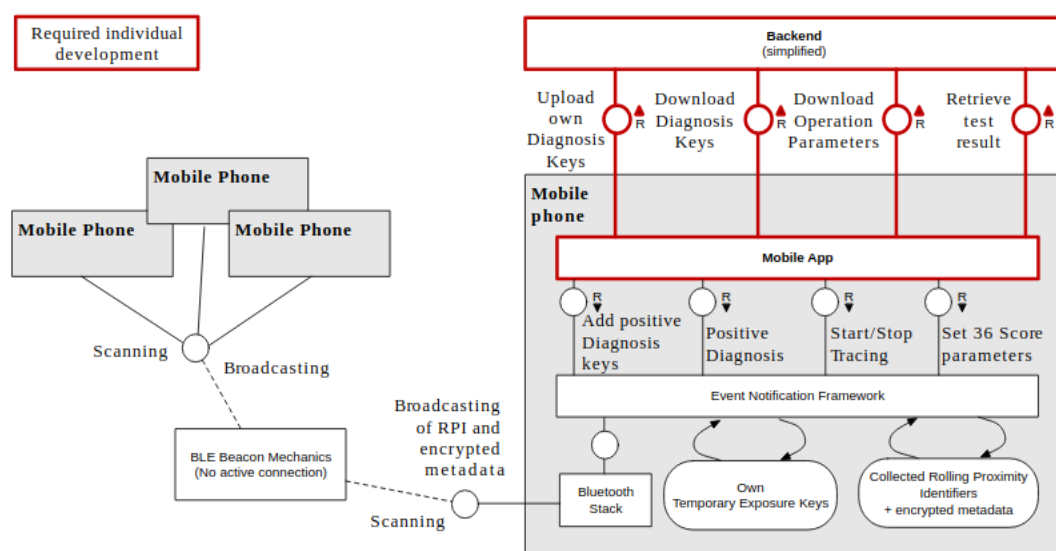 Required individual
development
Backend
(simplified)
Upload
own
Diagnosis
Keys
R
Download
Diagnosis
Keys
R
Download
Operation
Parameters
R
Retrieve
test
result
R
Mobile Phone
Mobile Phone
Mobile Phone
Scanning
Broadcasting
BLE Beacon Mechanics
(No active connection)
Broadcasting
of RPI and
encrypted
metadata
Scanning
Mobile
phone
Mobile App
R
Add positive
Diagnosis
keys
R
Positive
Diagnosis
R
Start/Stop
Tracing
R
Set 36 Score
parameters
Event Notification Framework
Bluetooth
Stack
Own
Temporary Exposure Keys
Collected Rolling Proximity
Identifiers
+ encrypted metadata